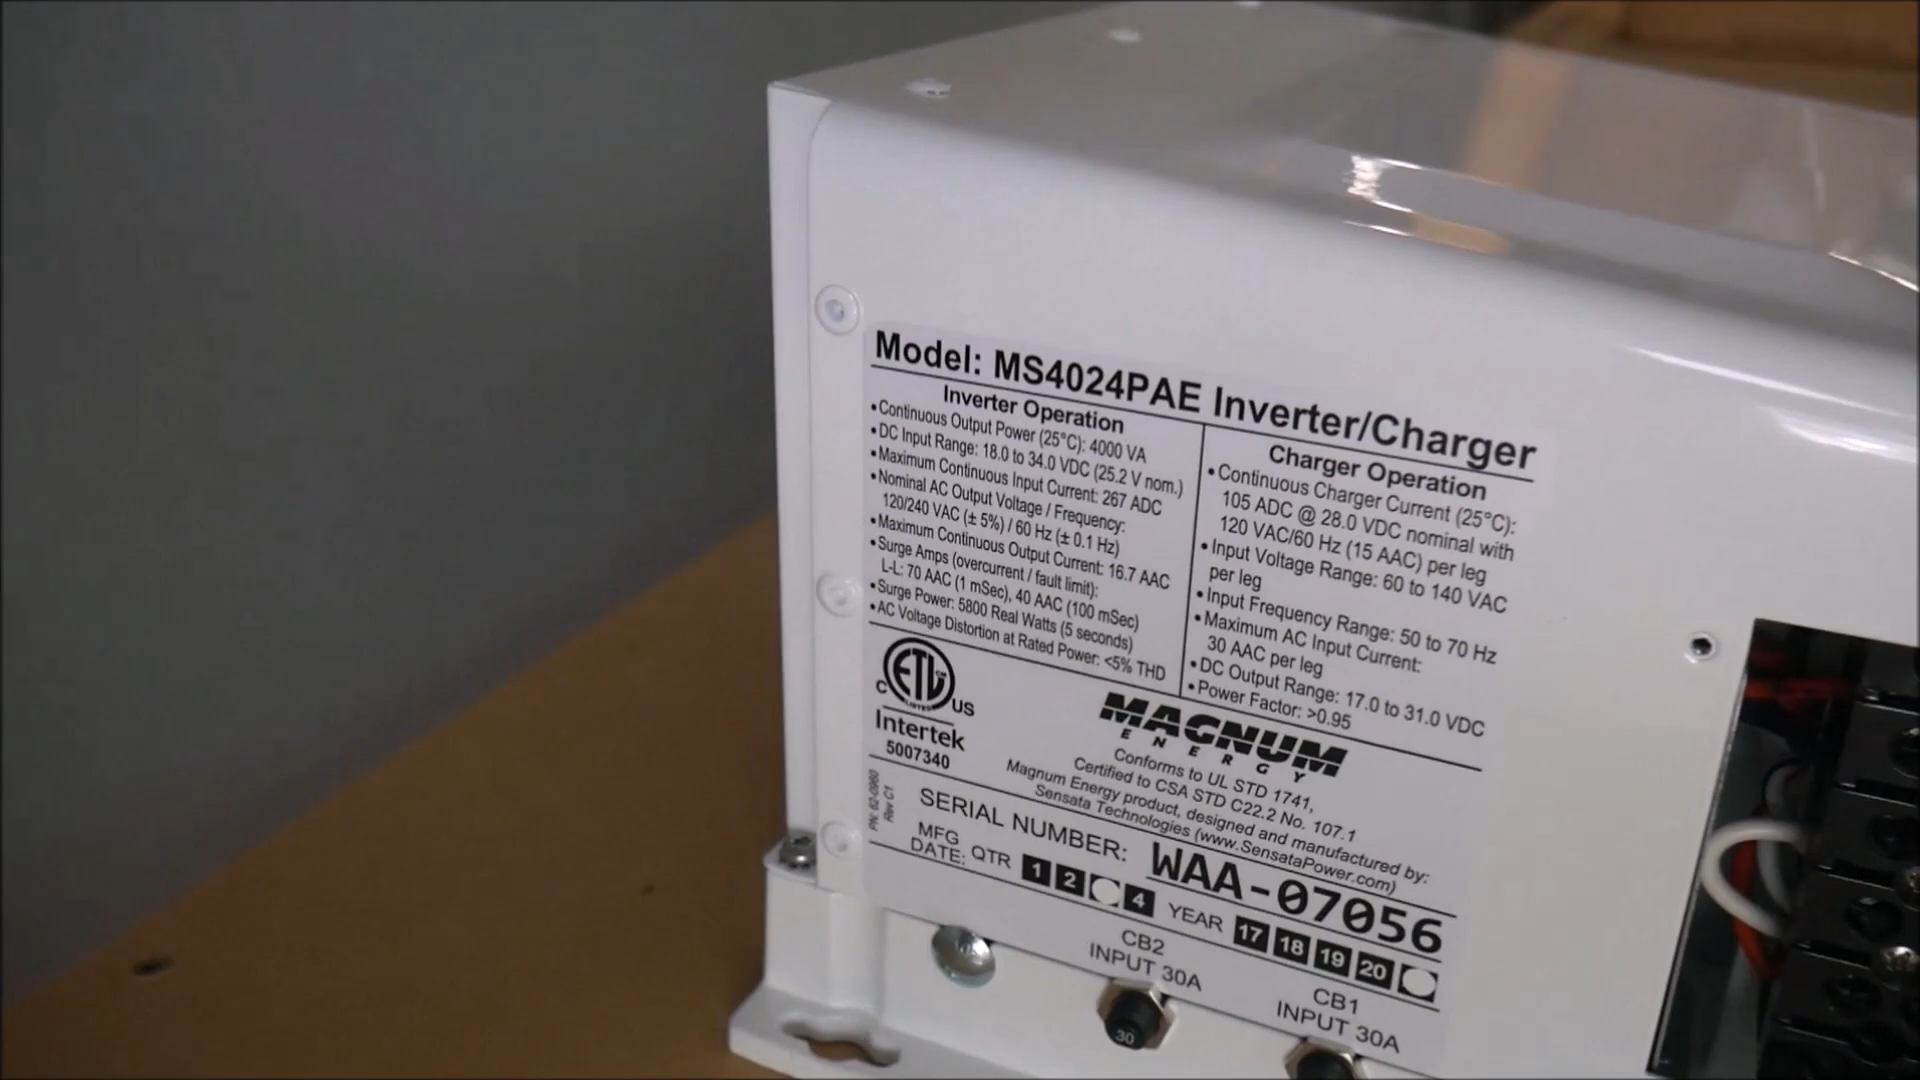 Model: MS4024PAE Inverter/Charger
Inverter Operation
•Continuous Output Power (25°C): 4000 VA
•DC Input Range: 18.0 to 34.0 VDC (25.2 V nom.)
•Maximum Continuous Input Current: 267 ADC
•Nominal AC Output Voltage / Frequency:
120/240 VAC (± 5%) / 60 Hz (± 0.1 Hz)
•Maximum Continuous Output Current: 16.7 AAC
•Surge Amps (overcurrent / fault limit):
L-L: 70 AAC (1 mSec), 40 AAC (100 mSec)
•Surge Power: 5800 Real Watts (5 seconds)
•AC Voltage Distortion at Rated Power: <5% THD
Charger Operation
•Continuous Charger Current (25°C):
105 ADC @ 28.0 VDC nominal with
120 VAC/60 Hz (15 AAC) per leg
•Input Voltage Range: 60 to 140 VAC
per leg
•Input Frequency Range: 50 to 70 Hz
•Maximum AC Input Current:
30 AAC per leg
•DC Output Range: 17.0 to 31.0 VDC
•Power Factor: >0.95
ETL CM
LISTED
C US
Intertek
5007340
MAGNUM
ENERGY
Conforms to UL STD 1741,
Certified to CSA STD C22.2 No. 107.1
Magnum Energy product, designed and manufactured by:
Sensata Technologies (www.SensataPower.com)
PN: 62-0960
Rev C1
SERIAL NUMBER: WAA-07056
MFG
DATE: QTR 1 2 4 YEAR 17 18 19 20
CB2
INPUT 30A
CB1
INPUT 30A
30